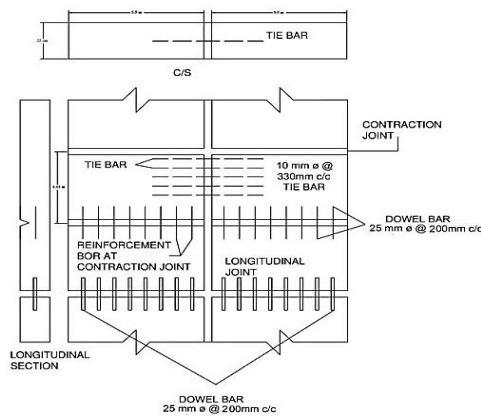 TIE BAR
C/S
CONTRACTION
JOINT
TIE BAR
10 mm ø @
330mm c/c
TIE BAR
DOWEL BAR
25 mm ø @ 200mm c/c
REINFORCEMENT
BOR AT
CONTRACTION JOINT
LONGITUDINAL
JOINT
LONGITUDINAL
SECTION
DOWEL BAR
25 mm ø @ 200mm c/c